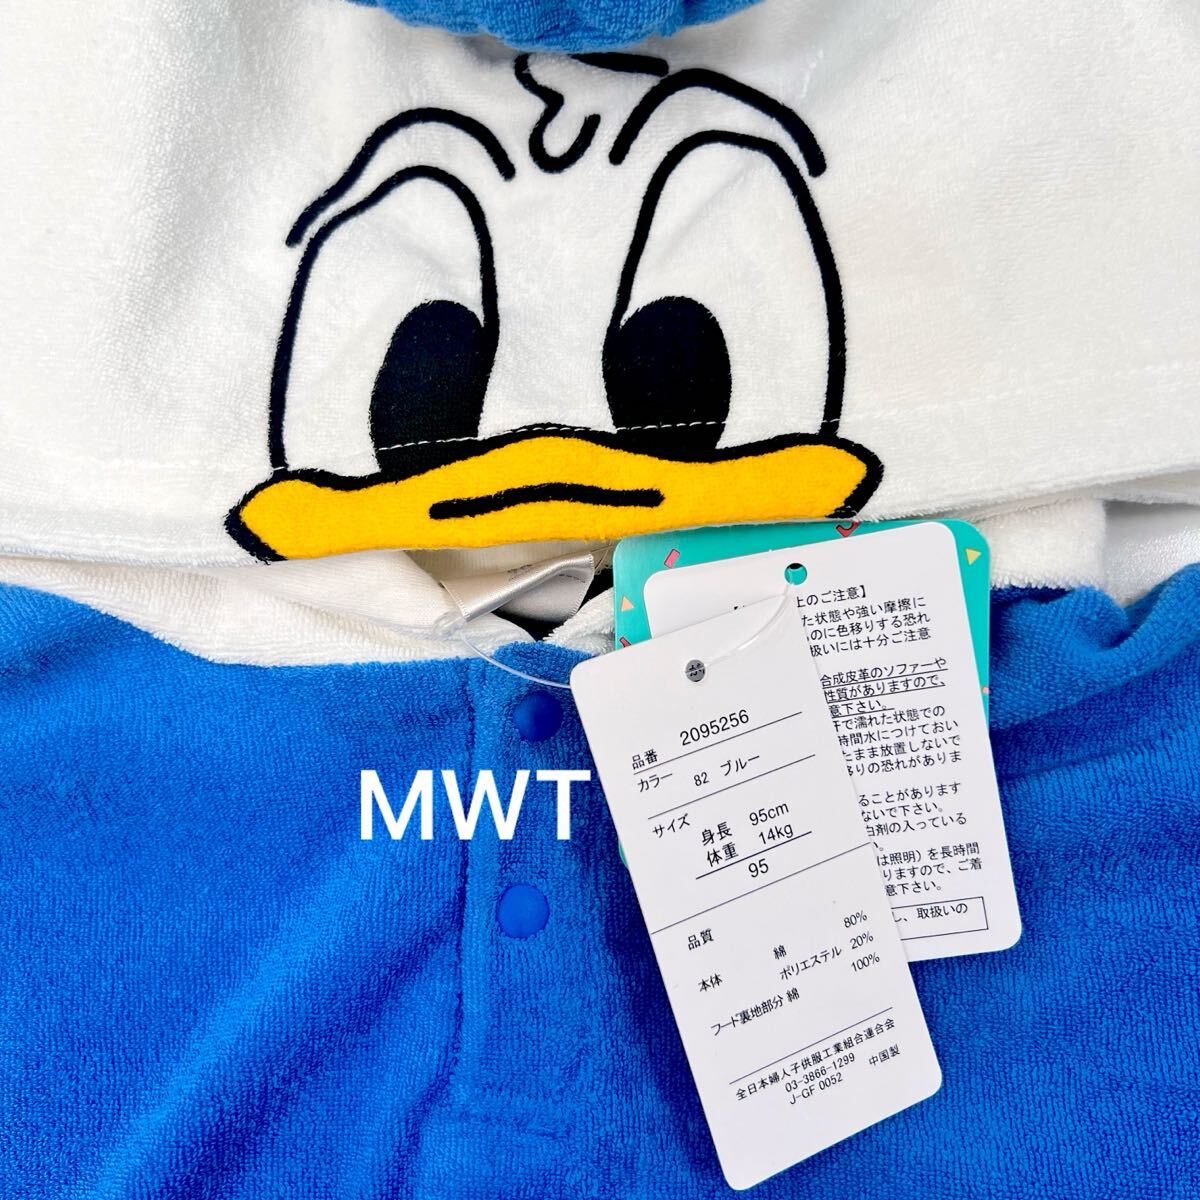 MWT
品番 2095256
カラー 82 ブルー
サイズ 身長 95cm
体重 14kg
95
品質
本体 綿 80%
ポリエステル 20%
フード裏地部分 綿 100%
全日本婦人子供服工業組合連合会
03-3866-1299
J-GF 0052 中国製
上のご注意】
た状態や強い摩擦に
ものに色移りする恐れ
扱いには十分ご注意
合成皮革のソファーや
性質がありますので、
意下さい。
汗で濡れた状態での
時間水につけておい
たまま放置しないで
移りの恐れがありま
ることがあります
ないで下さい。
白剤の入っている
い。
は照明）を長時間
りますので、ご着
意下さい。
し、取扱いの